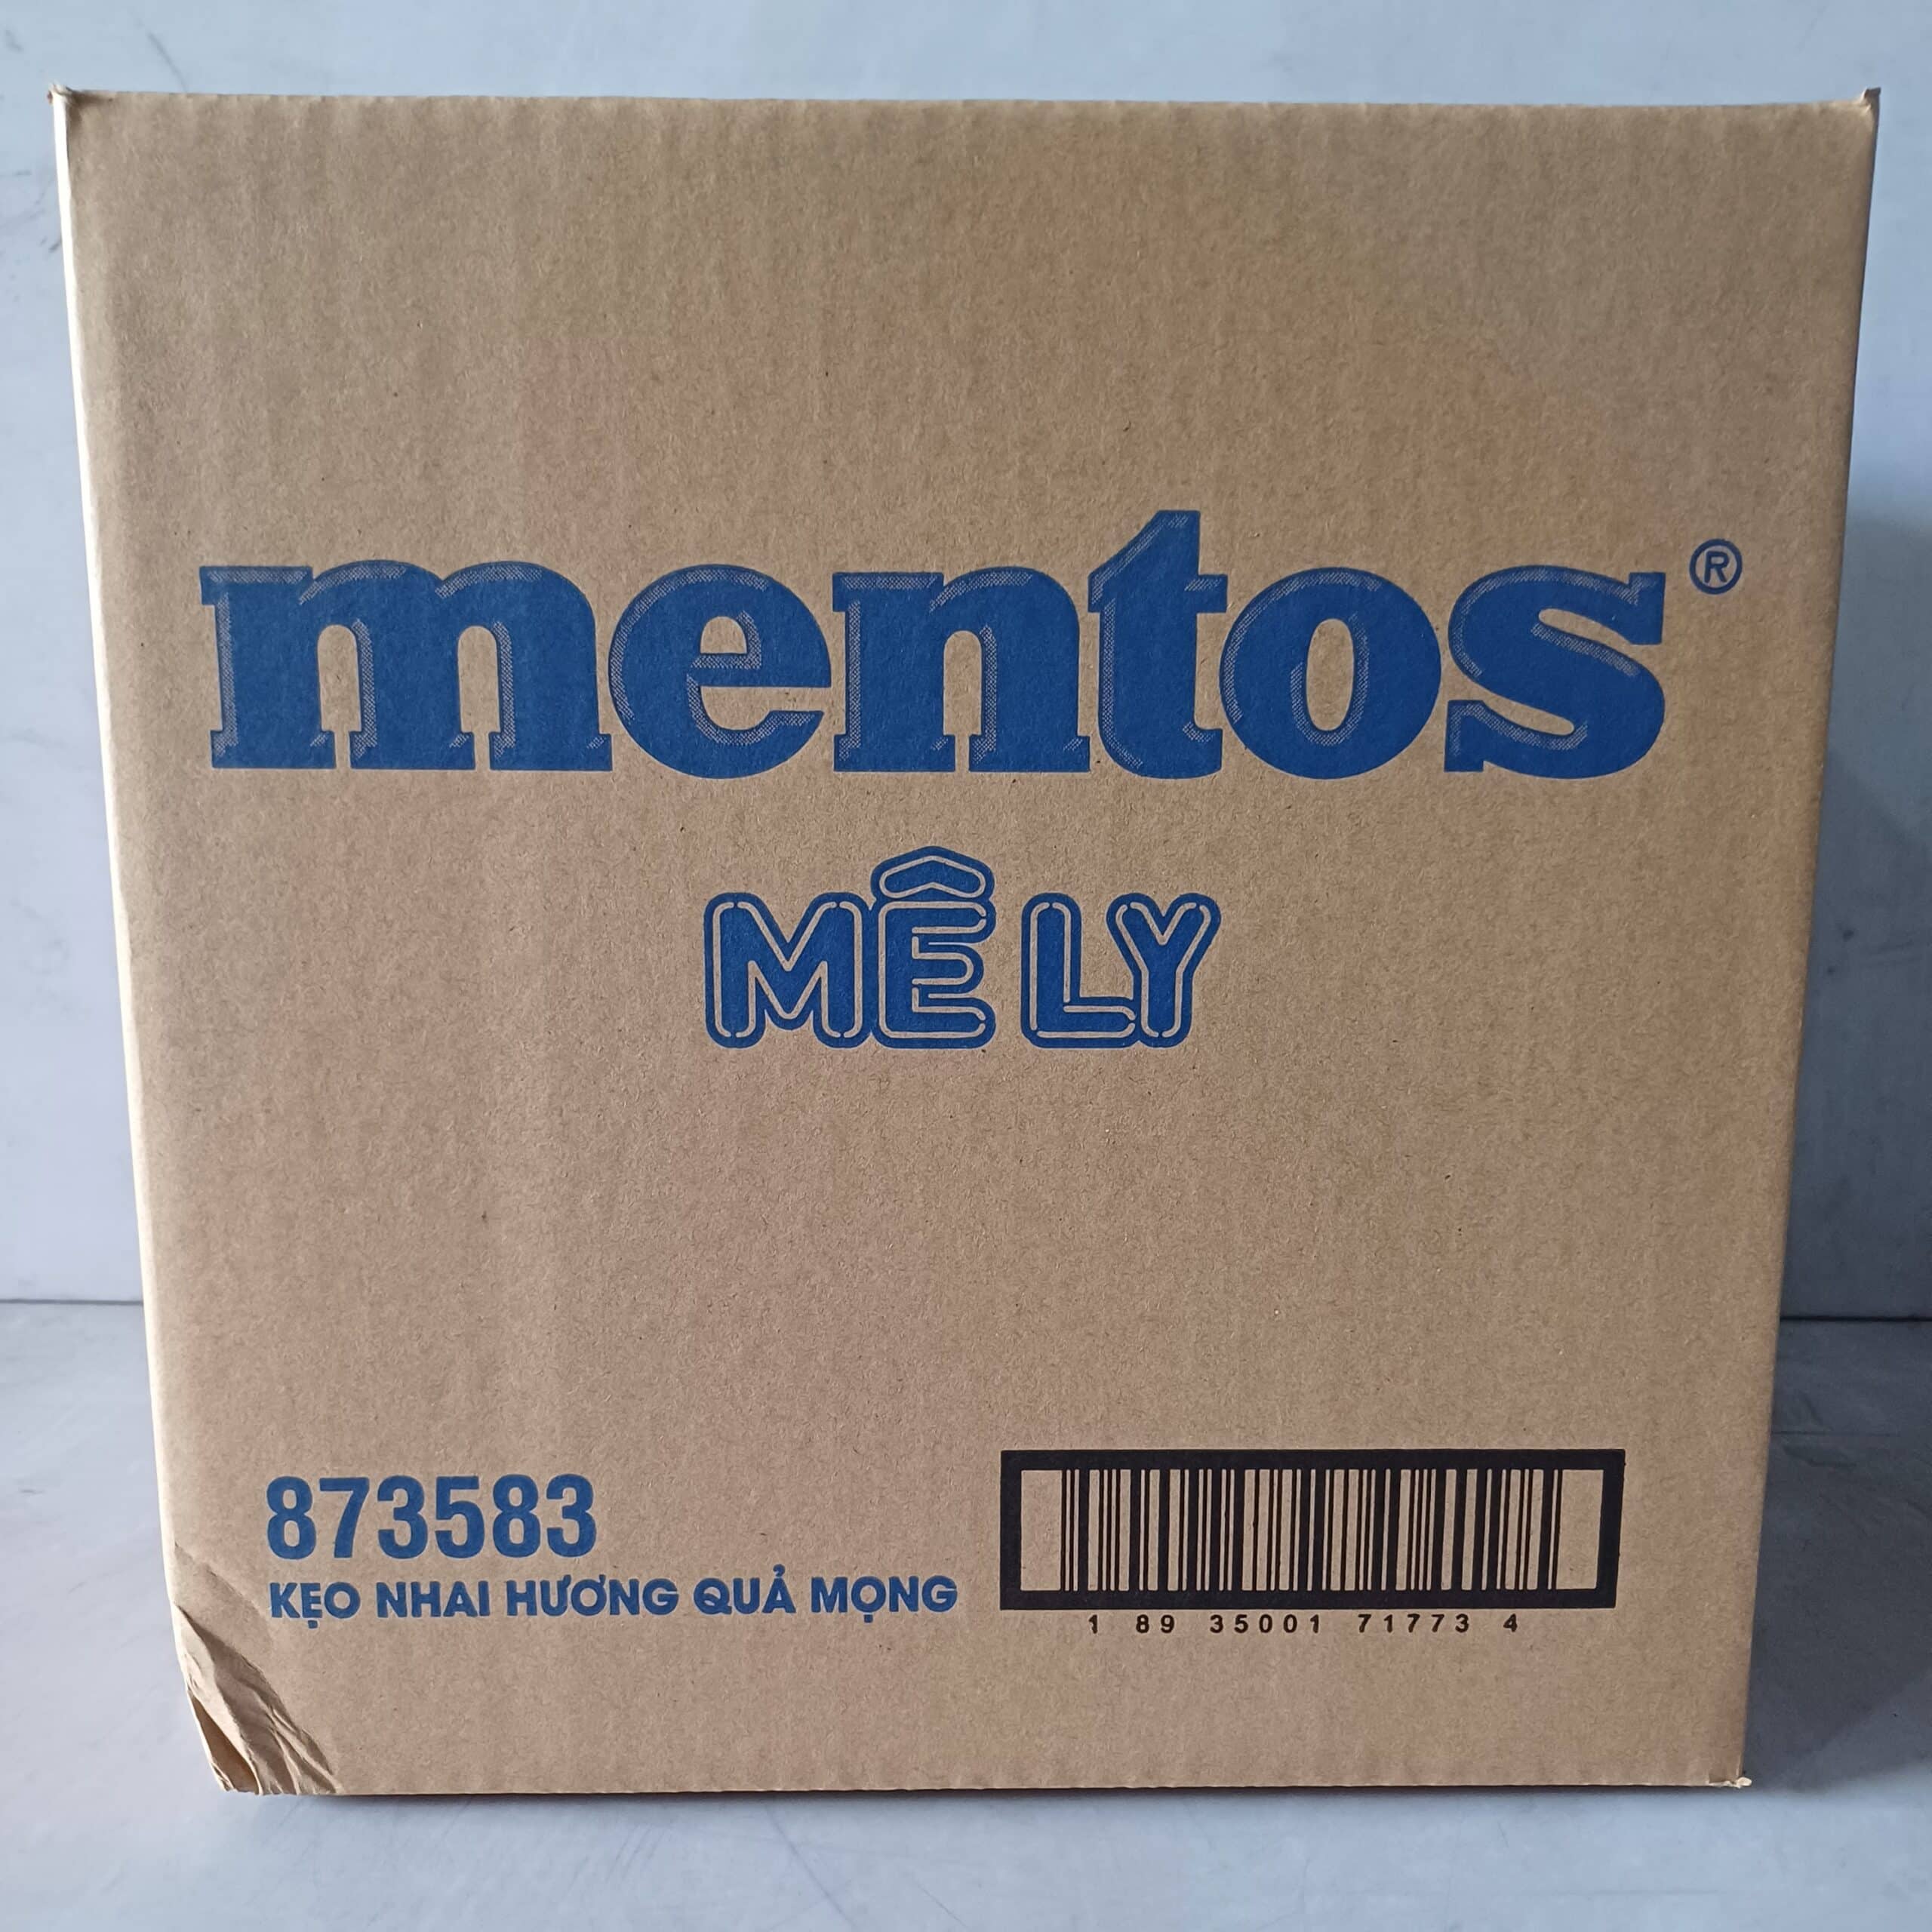 mentos®
MÊ LY
873583
KẸO NHAI HƯƠNG QUẢ MỌNG
1 89 35001 71773 4